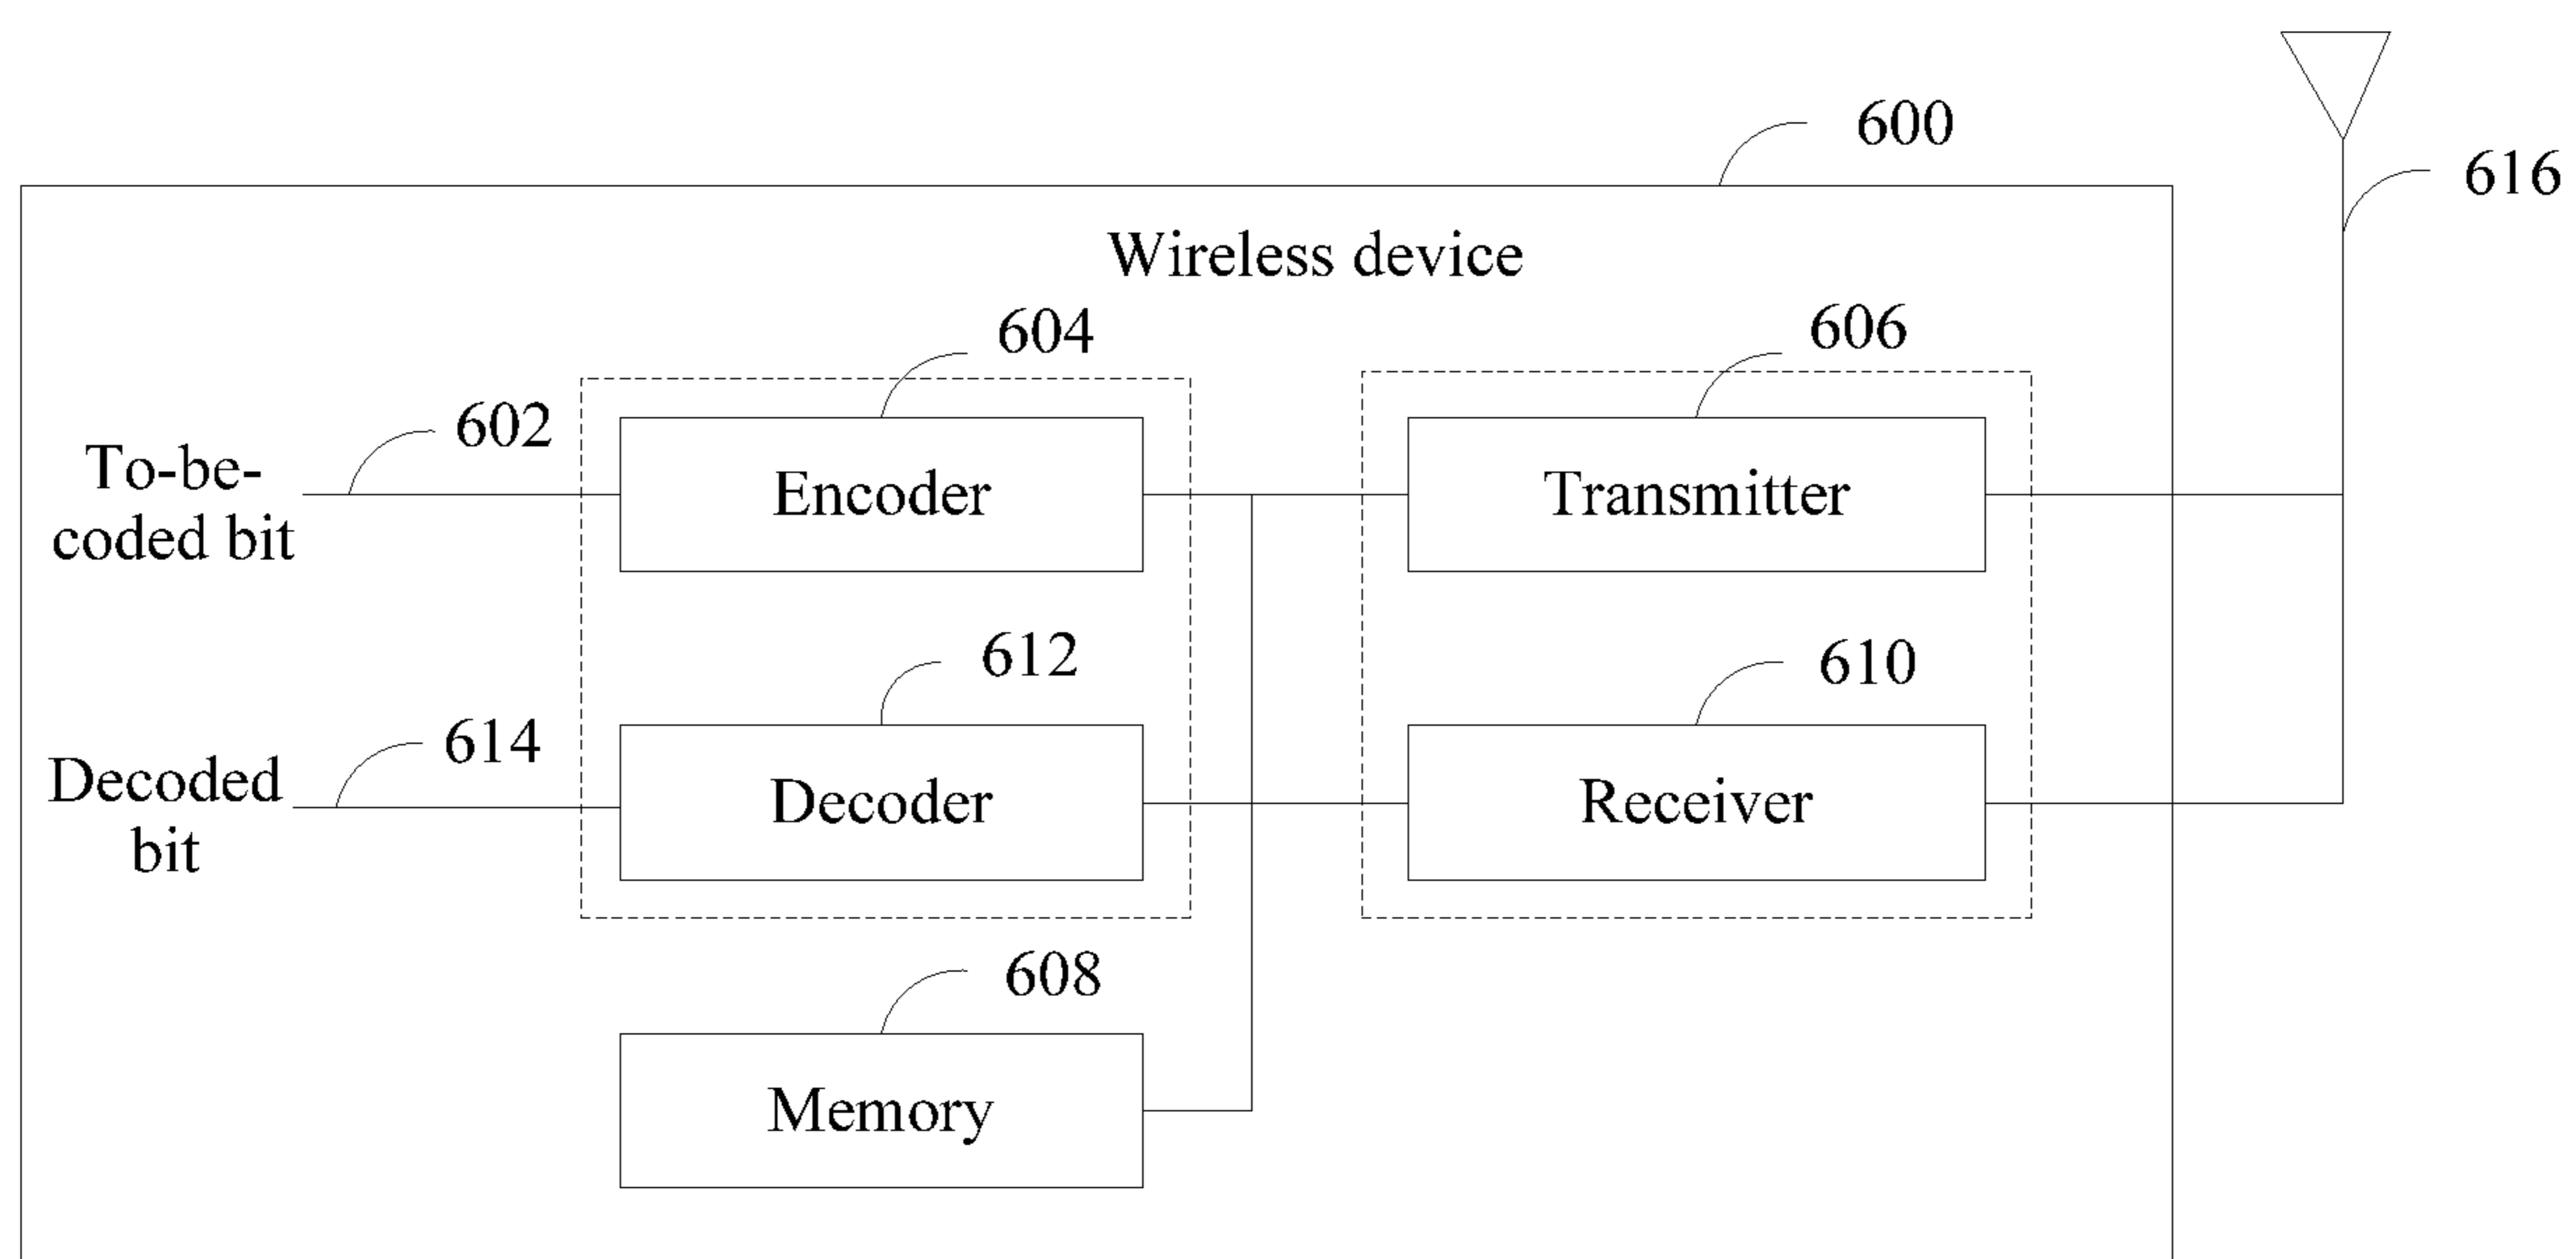 600
616
Wireless device
604
606
602
To-be-
coded bit
Encoder
Transmitter
612
610
614
Decoded
bit
Decoder
Receiver
608
Memory